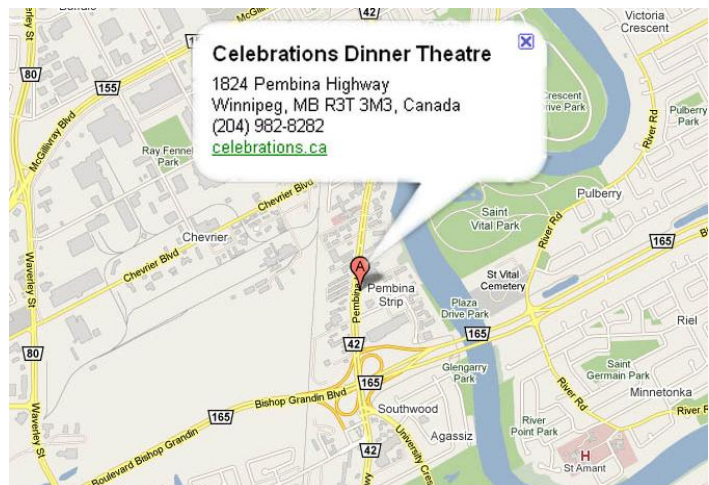 Victoria
Crescent
42
Celebrations Dinner Theatre
1824 Pembina Highway
Winnipeg, MB R3T 3M3, Canada
(204) 982-8282
celebrations.ca
80
155
McGillivray Blvd
Crescent
Drive Park
River Rd
Pulberry
Park
Ray Fennel
Park
Chevrier Blvd
Pulberry
Saint
Vital Park
River Rd
Waverley St
Chevrier
165
Chevrier Blvd
St Vital
Cemetery
A
Pembina
Pembina
Strip
Plaza
Drive Park
42
165
Riel
80
Glengarry
Park
Saint
Germain Park
165
Bishop Grandin Blvd
Minnetonka
River Rd
165
Southwood
River
Point Park
River R
Waverley St
Agassiz
University Cres
H
St Amant
42
Boulevard Bishop Grandin